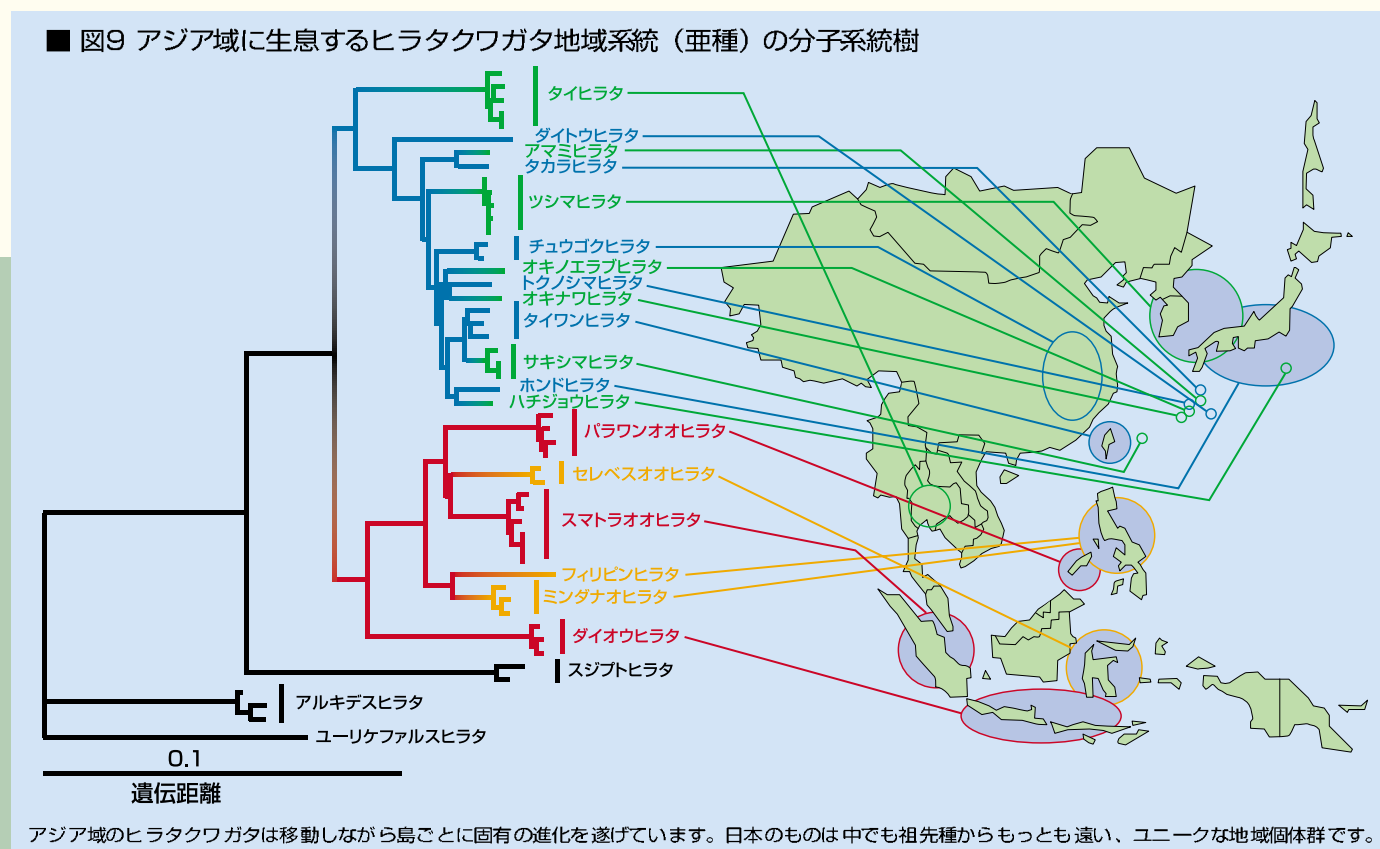 ■ 図9 アジア域に生息するヒラタクワガタ地域系統（亜種）の分子系統樹
タイヒラタ
ダイトウヒラタ
アマミヒラタ
タカラヒラタ
ツシマヒラタ
チュウゴクヒラタ
オキノエラブヒラタ
トクノシマヒラタ
オキナワヒラタ
タイワンヒラタ
サキシマヒラタ
ホンドヒラタ
ハチジョウヒラタ
パラワンオオヒラタ
セレベスオオヒラタ
スマトラオオヒラタ
フィリピンヒラタ
ミンダナオヒラタ
ダイオウヒラタ
スジブトヒラタ
アルキデスヒラタ
ユーリケファルスヒラタ
0.1
遺伝距離
アジア域のヒラタクワガタは移動しながら島ごとに固有の進化を遂げています。日本のものは中でも祖先種からもっとも遠い、ユニークな地域個体群です。